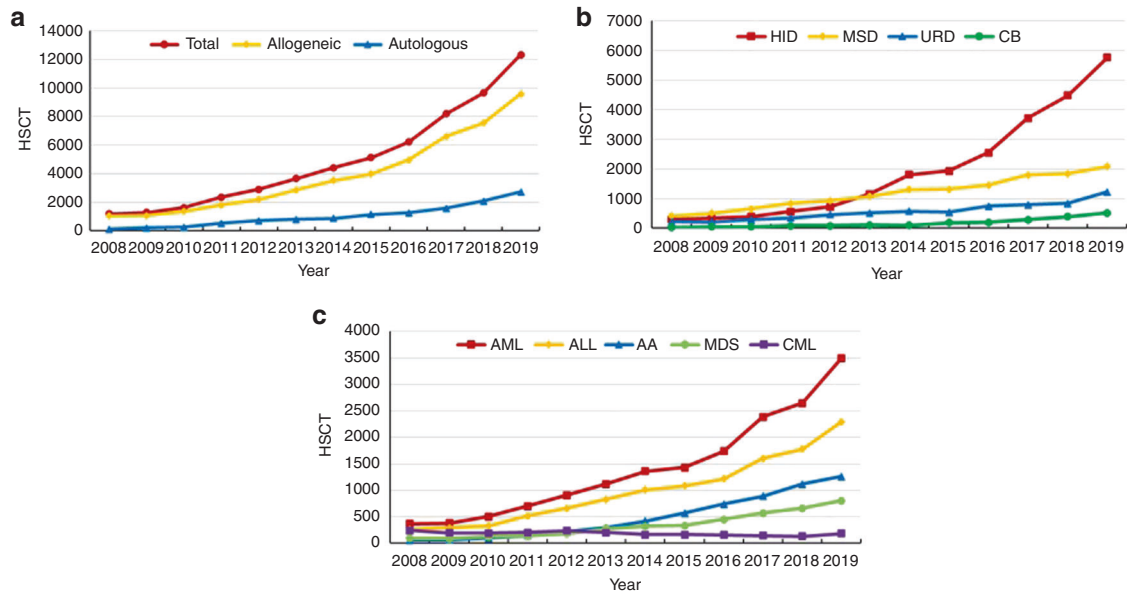 a
14000
12000
10000
8000
6000
4000
2000
0
HSCT
Total Allogeneic Autologous
2008 2009 2010 2011 2012 2013 2014 2015 2016 2017 2018 2019
Year
b
7000
6000
5000
4000
3000
2000
1000
0
HSCT
HID MSD URD CB
2008 2009 2010 2011 2012 2013 2014 2015 2016 2017 2018 2019
Year
c
4000
3500
3000
2500
2000
1500
1000
500
0
HSCT
AML ALL AA MDS CML
2008 2009 2010 2011 2012 2013 2014 2015 2016 2017 2018 2019
Year